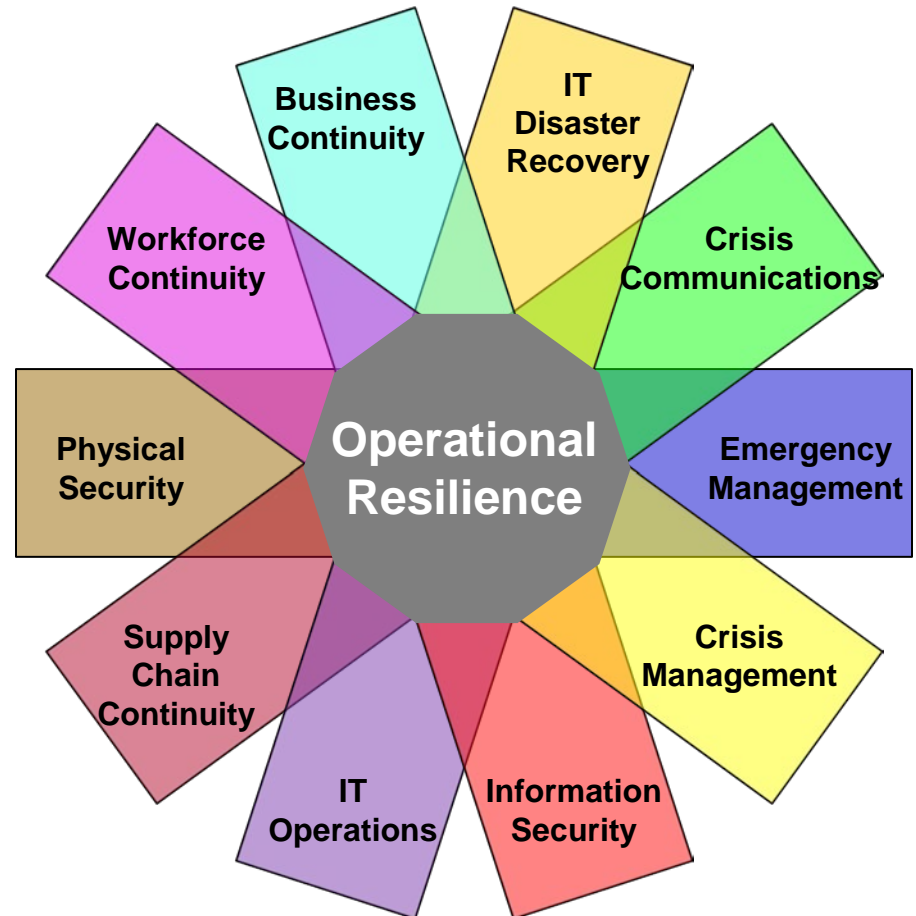 Business
Continuity
IT
Disaster
Recovery
Workforce
Continuity
Crisis
Communications
Physical
Security
Operational
Resilience
Emergency
Management
Supply
Chain
Continuity
Crisis
Management
IT
Operations
Information
Security